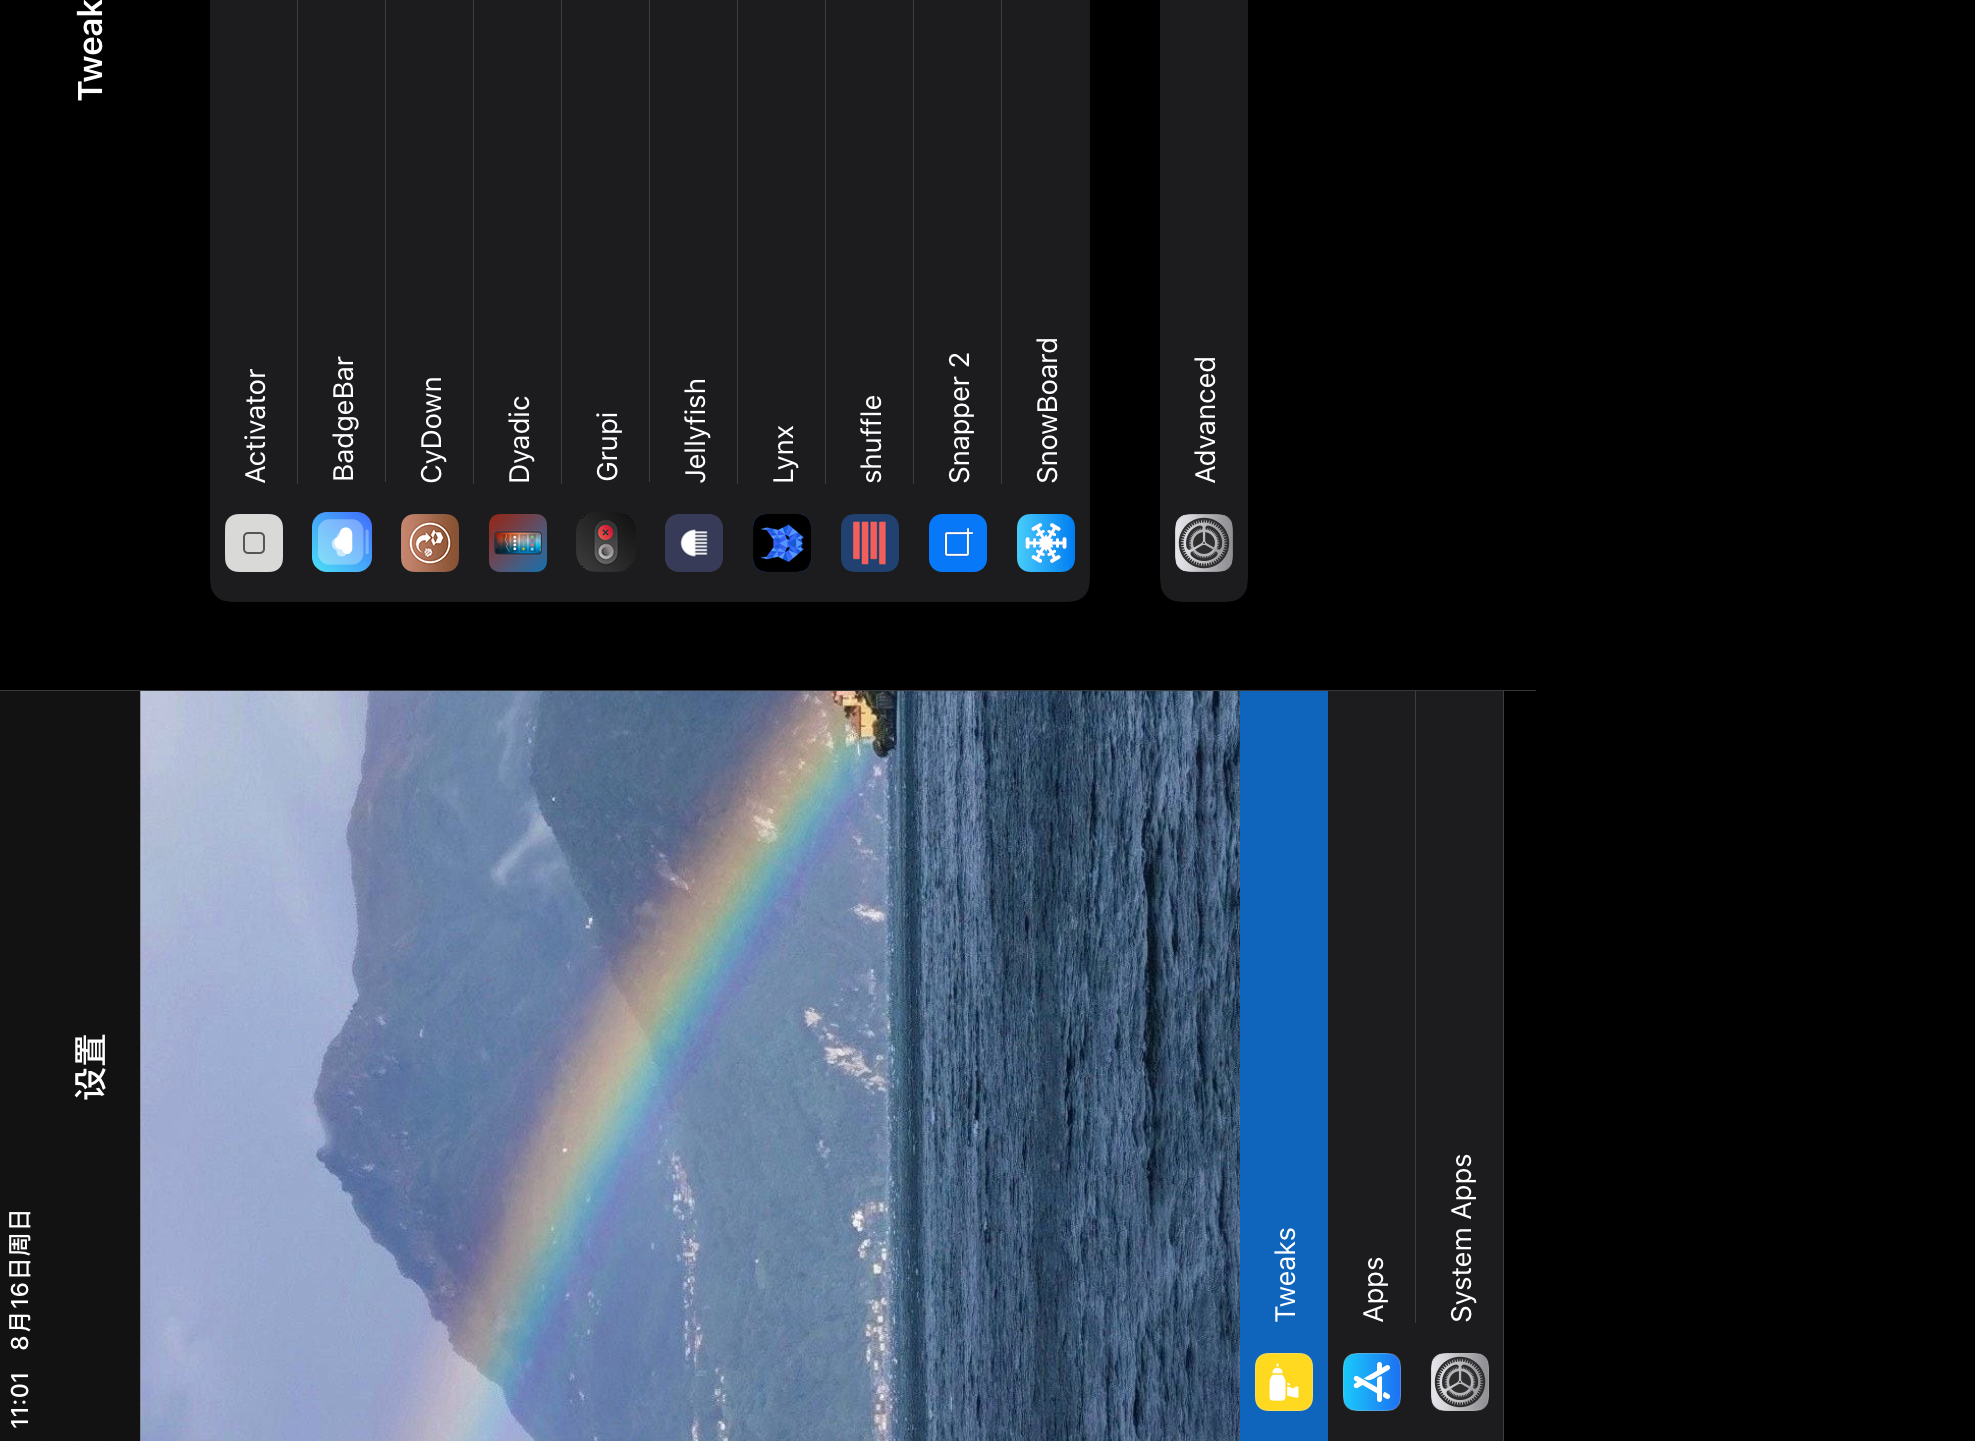 11:01 8月16日周日
设置
Tweaks
Apps
System Apps
Tweak
Activator
BadgeBar
CyDown
Dyadic
Grupi
Jellyfish
Lynx
shuffle
Snapper 2
SnowBoard
Advanced